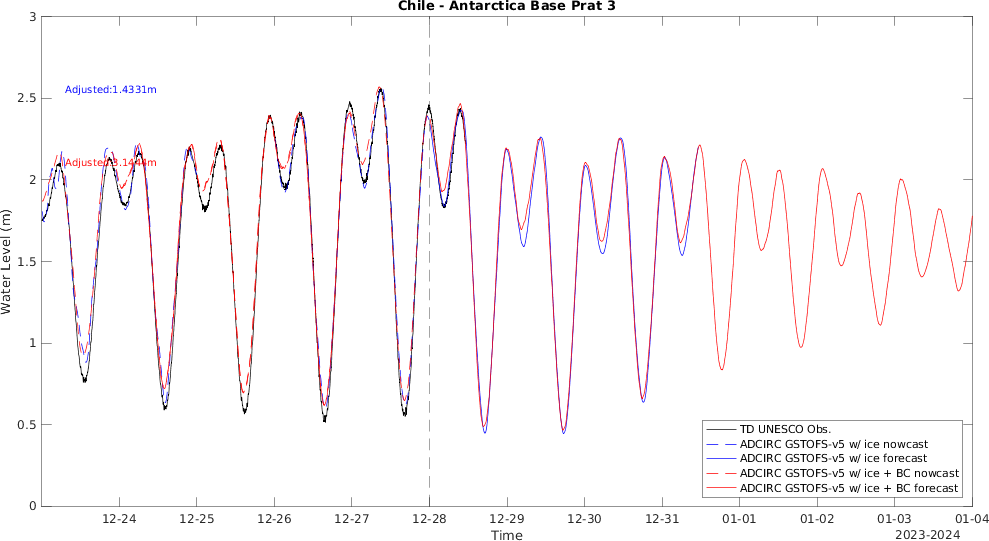 Chile - Antarctica Base Prat 3
Water Level (m)
3
2.5
2
1.5
1
0.5
0
Adjusted:1.4331m
Adjusted:3.1444m
TD UNESCO Obs.
ADCIRC GSTOFS-v5 w/ ice nowcast
ADCIRC GSTOFS-v5 w/ ice forecast
ADCIRC GSTOFS-v5 w/ ice + BC nowcast
ADCIRC GSTOFS-v5 w/ ice + BC forecast
12-24 12-25 12-26 12-27 12-28 12-29 12-30 12-31 01-01 01-02 01-03 01-04
Time
2023-2024